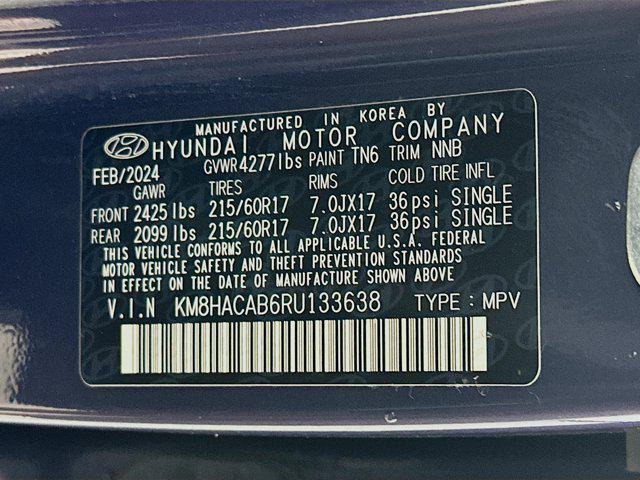 MANUFACTURED IN KOREA BY
HYUNDAI MOTOR COMPANY
FEB/2024 GVWR 4277 lbs PAINT TN6 TRIM NNB
GAWR TIRES RIMS COLD TIRE INFL
FRONT 2425 lbs 215/60R17 7.0JX17 36psi SINGLE
REAR 2099 lbs 215/60R17 7.0JX17 36psi SINGLE
THIS VEHICLE CONFORMS TO ALL APPLICABLE U.S.A. FEDERAL
MOTOR VEHICLE SAFETY AND THEFT PREVENTION STANDARDS
IN EFFECT ON THE DATE OF MANUFACTURE SHOWN ABOVE
V.I.N KM8HACAB6RU133638 TYPE : MPV